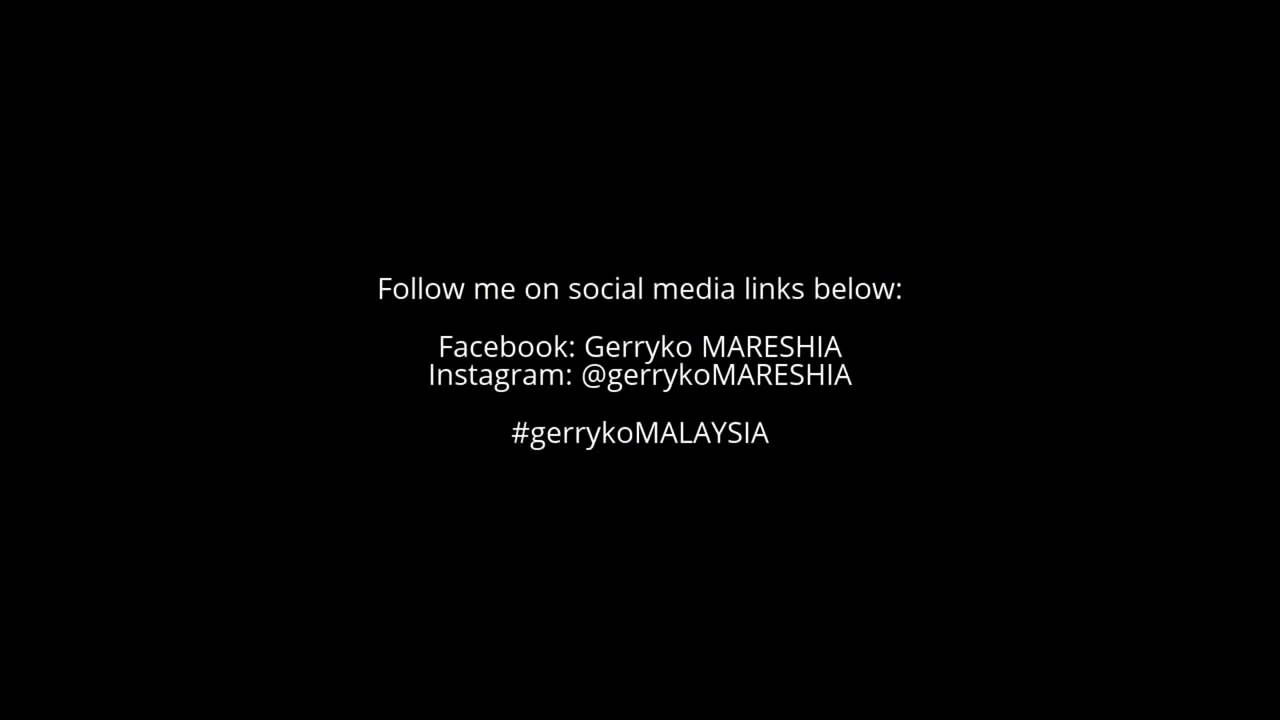 Follow me on social media links below:
Facebook: Gerryko MARESHIA
Instagram: @gerrykoMARESHIA
#gerrykoMALAYSIA